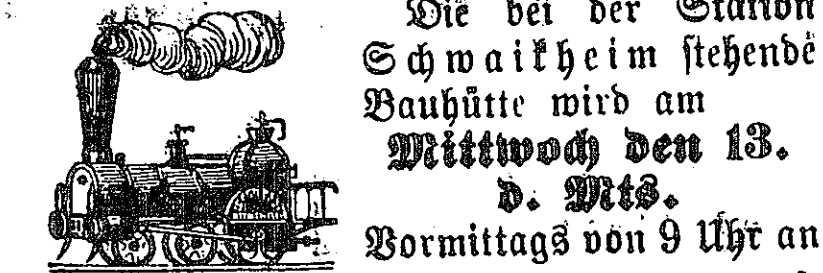 Die bei der Station
Schwaikheim stehende
Bauhütte wird am
Mittwoch den 13.
d. Mts.
Vormittags von 9 Uhr an